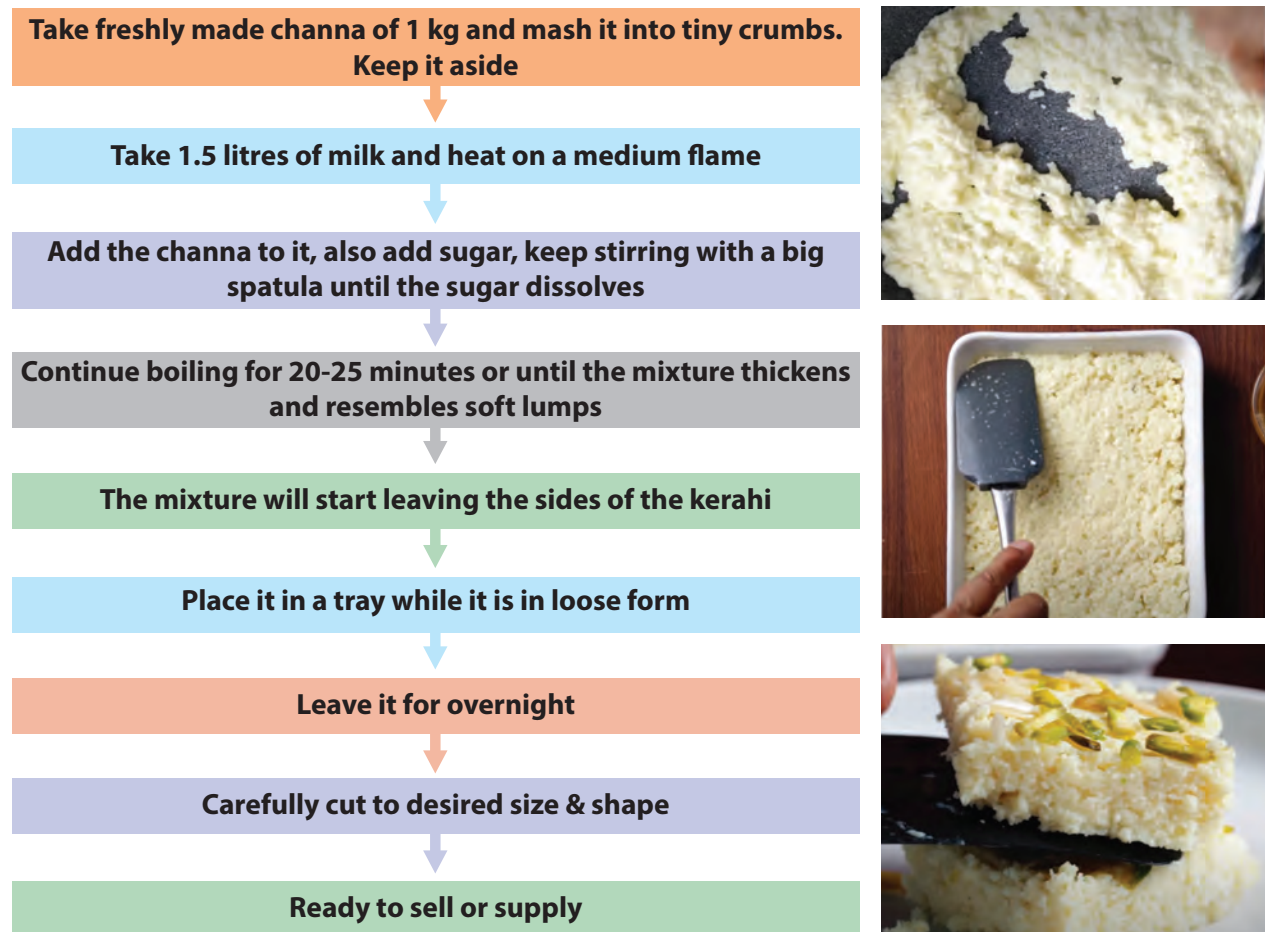 Take freshly made channa of 1 kg and mash it into tiny crumbs.
Keep it aside
Take 1.5 litres of milk and heat on a medium flame
Add the channa to it, also add sugar, keep stirring with a big
spatula until the sugar dissolves
Continue boiling for 20-25 minutes or until the mixture thickens
and resembles soft lumps
The mixture will start leaving the sides of the kerahi
Place it in a tray while it is in loose form
Leave it for overnight
Carefully cut to desired size & shape
Ready to sell or supply